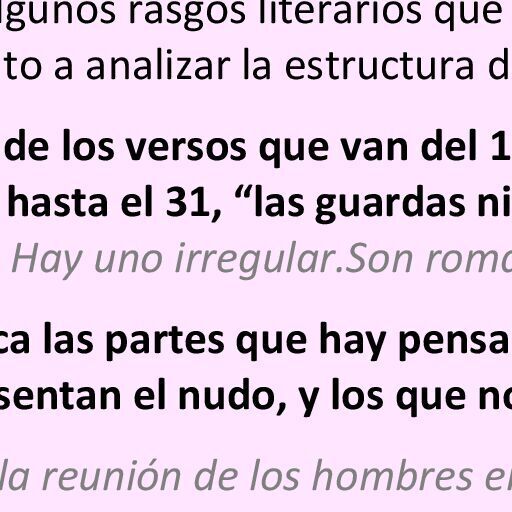 lgunos rasgos literarios que
to a analizar la estructura d
de los versos que van del 1
hasta el 31, “las guardas ni
Hay uno irregular.Son roma
ca las partes que hay pensa
sentan el nudo, y los que no
la reunión de los hombres en